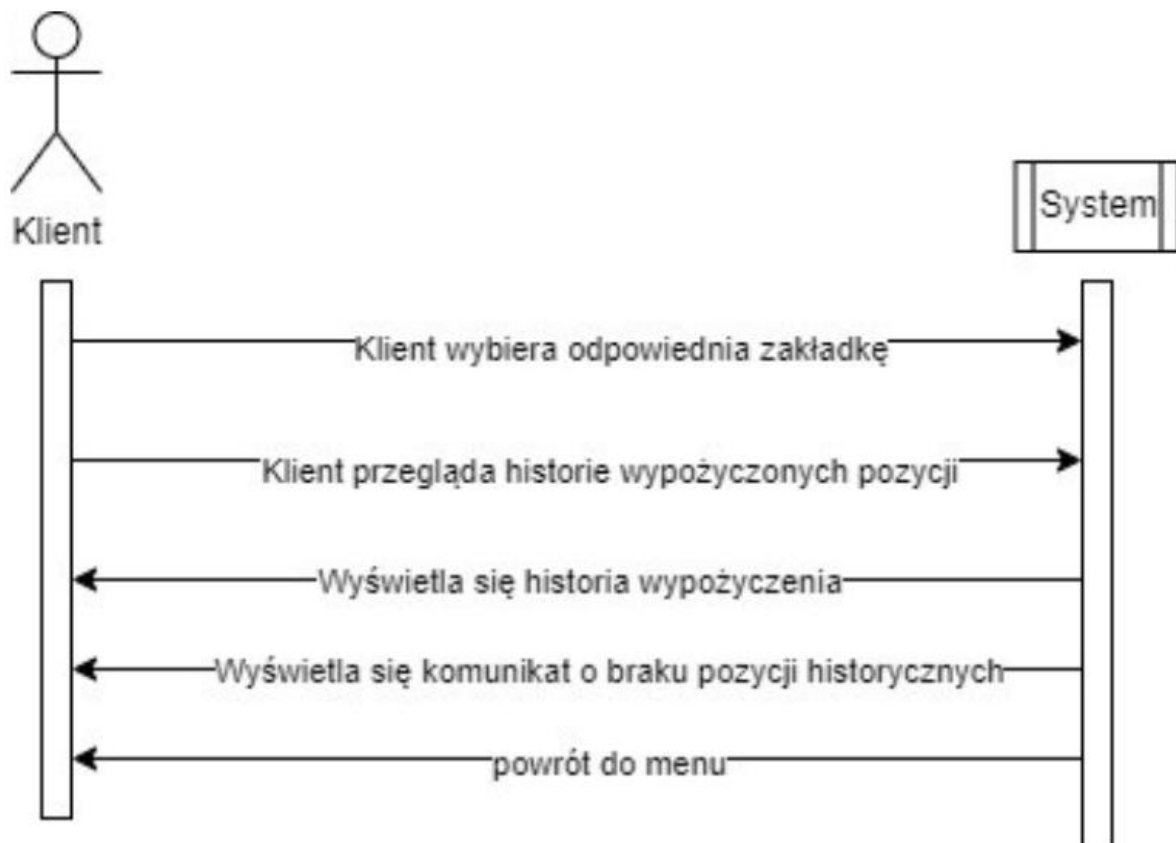 Klient
System
Klient wybiera odpowiednia zakładkę
Klient przegląda historie wypożyczonych pozycji
Wyświetla się historia wypożyczenia
Wyświetla się komunikat o braku pozycji historycznych
powrót do menu